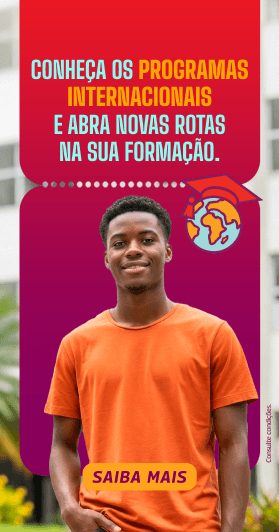 CONHEÇA OS PROGRAMAS
INTERNACIONAIS
E ABRA NOVAS ROTAS
NA SUA FORMAÇÃO.
Consulte condições.
SAIBA MAIS